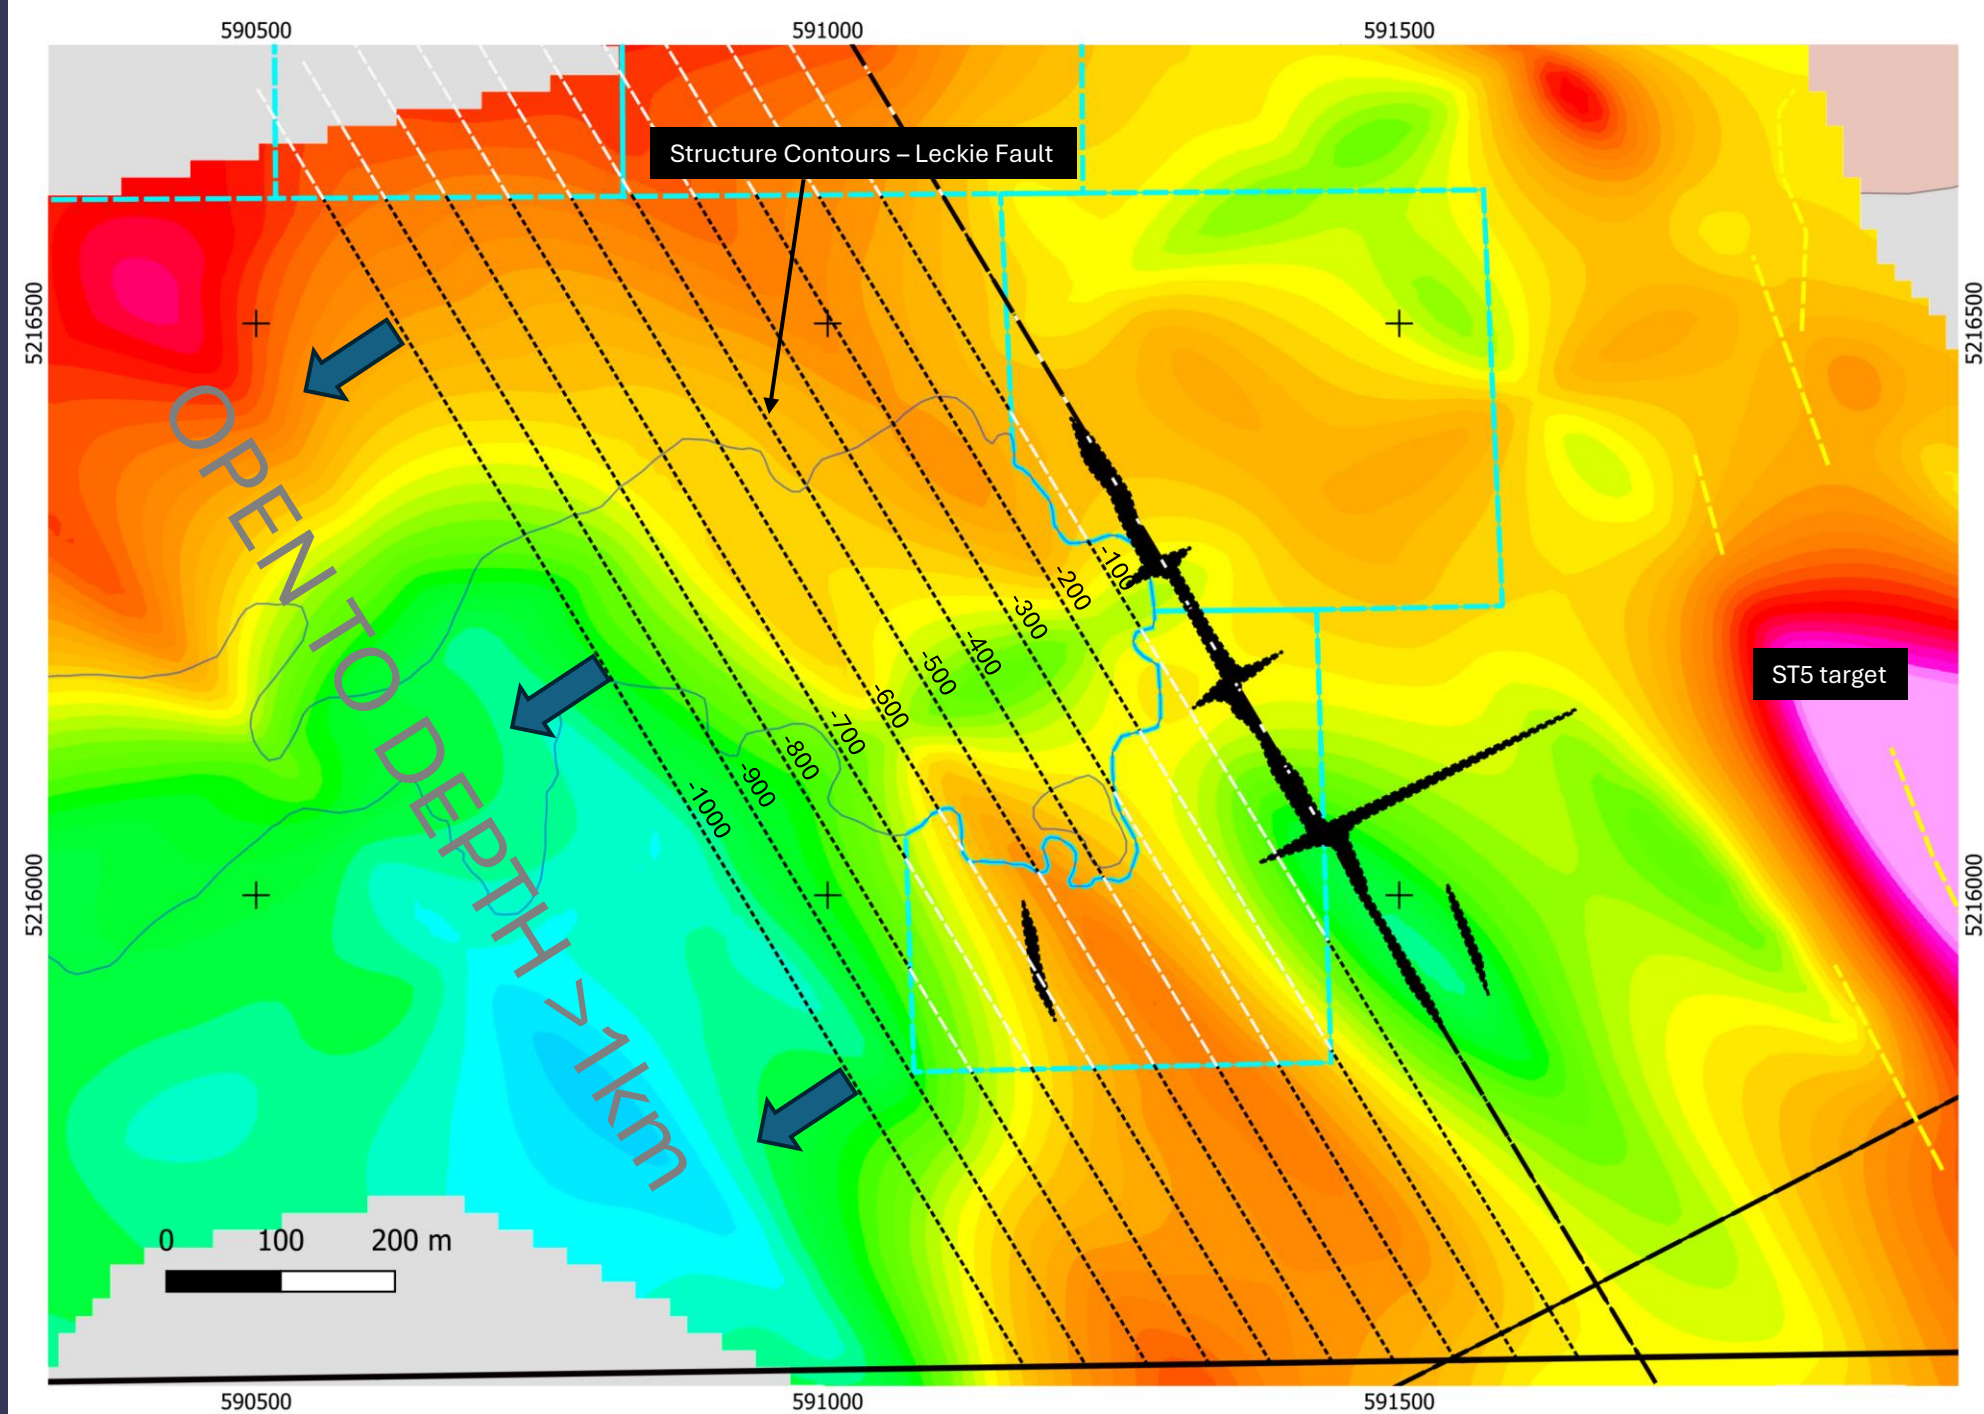 590500 591000 591500
Structure Contours – Leckie Fault
5216500 5216500
OPEN TO DEPTH >1km
-100
-200
-300
-400
-500
-600
-700
-800
-900
-1000
ST5 target
5216000 5216000
0 100 200 m
590500 591000 591500